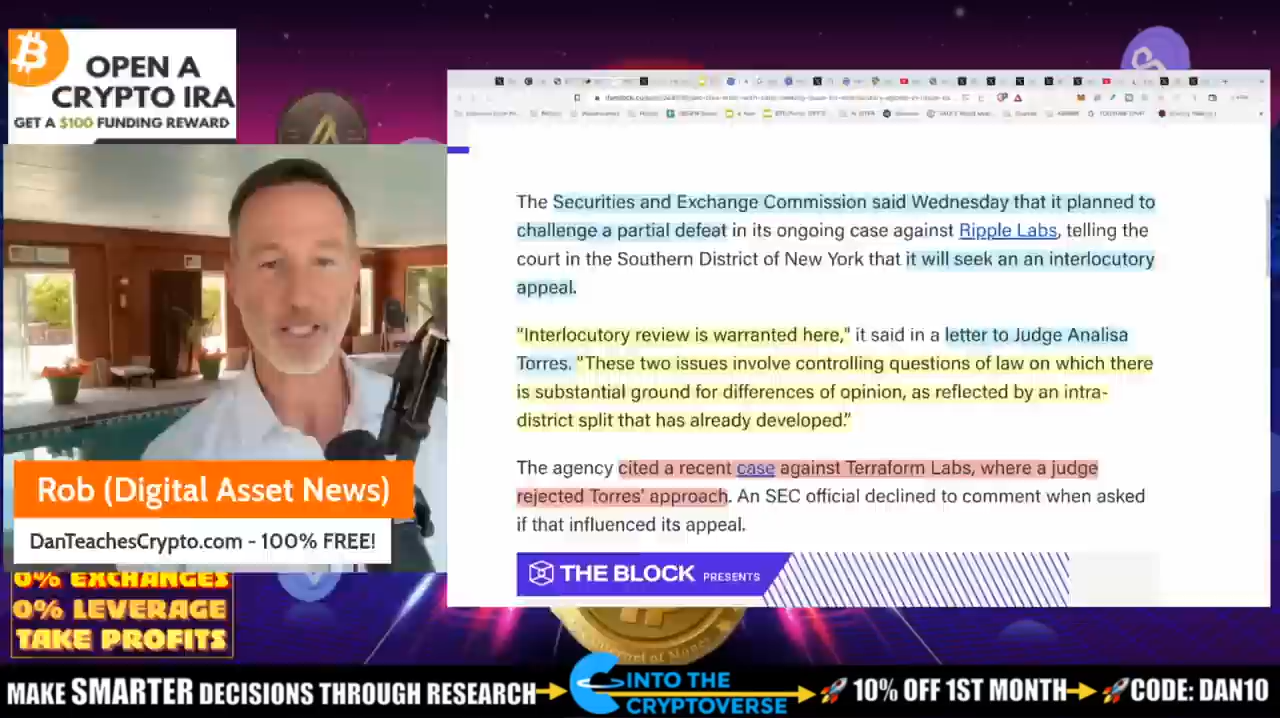 OPEN A
CRYPTO IRA
GET A $100 FUNDING REWARD
The Securities and Exchange Commission said Wednesday that it planned to
challenge a partial defeat in its ongoing case against Ripple Labs, telling the
court in the Southern District of New York that it will seek an an interlocutory
appeal.
“Interlocutory review is warranted here,” it said in a letter to Judge Analisa
Torres. “These two issues involve controlling questions of law on which there
is substantial ground for differences of opinion, as reflected by an intra-
district split that has already developed.”
The agency cited a recent case against Terraform Labs, where a judge
rejected Torres’ approach. An SEC official declined to comment when asked
if that influenced its appeal.
THE BLOCK PRESENTS
Rob (Digital Asset News)
DanTeachesCrypto.com - 100% FREE!
0% EXCHANGES
0% LEVERAGE
TAKE PROFITS
MAKE SMARTER DECISIONS THROUGH RESEARCH
INTO THE
CRYPTOVERSE
10% OFF 1ST MONTH
CODE: DAN10